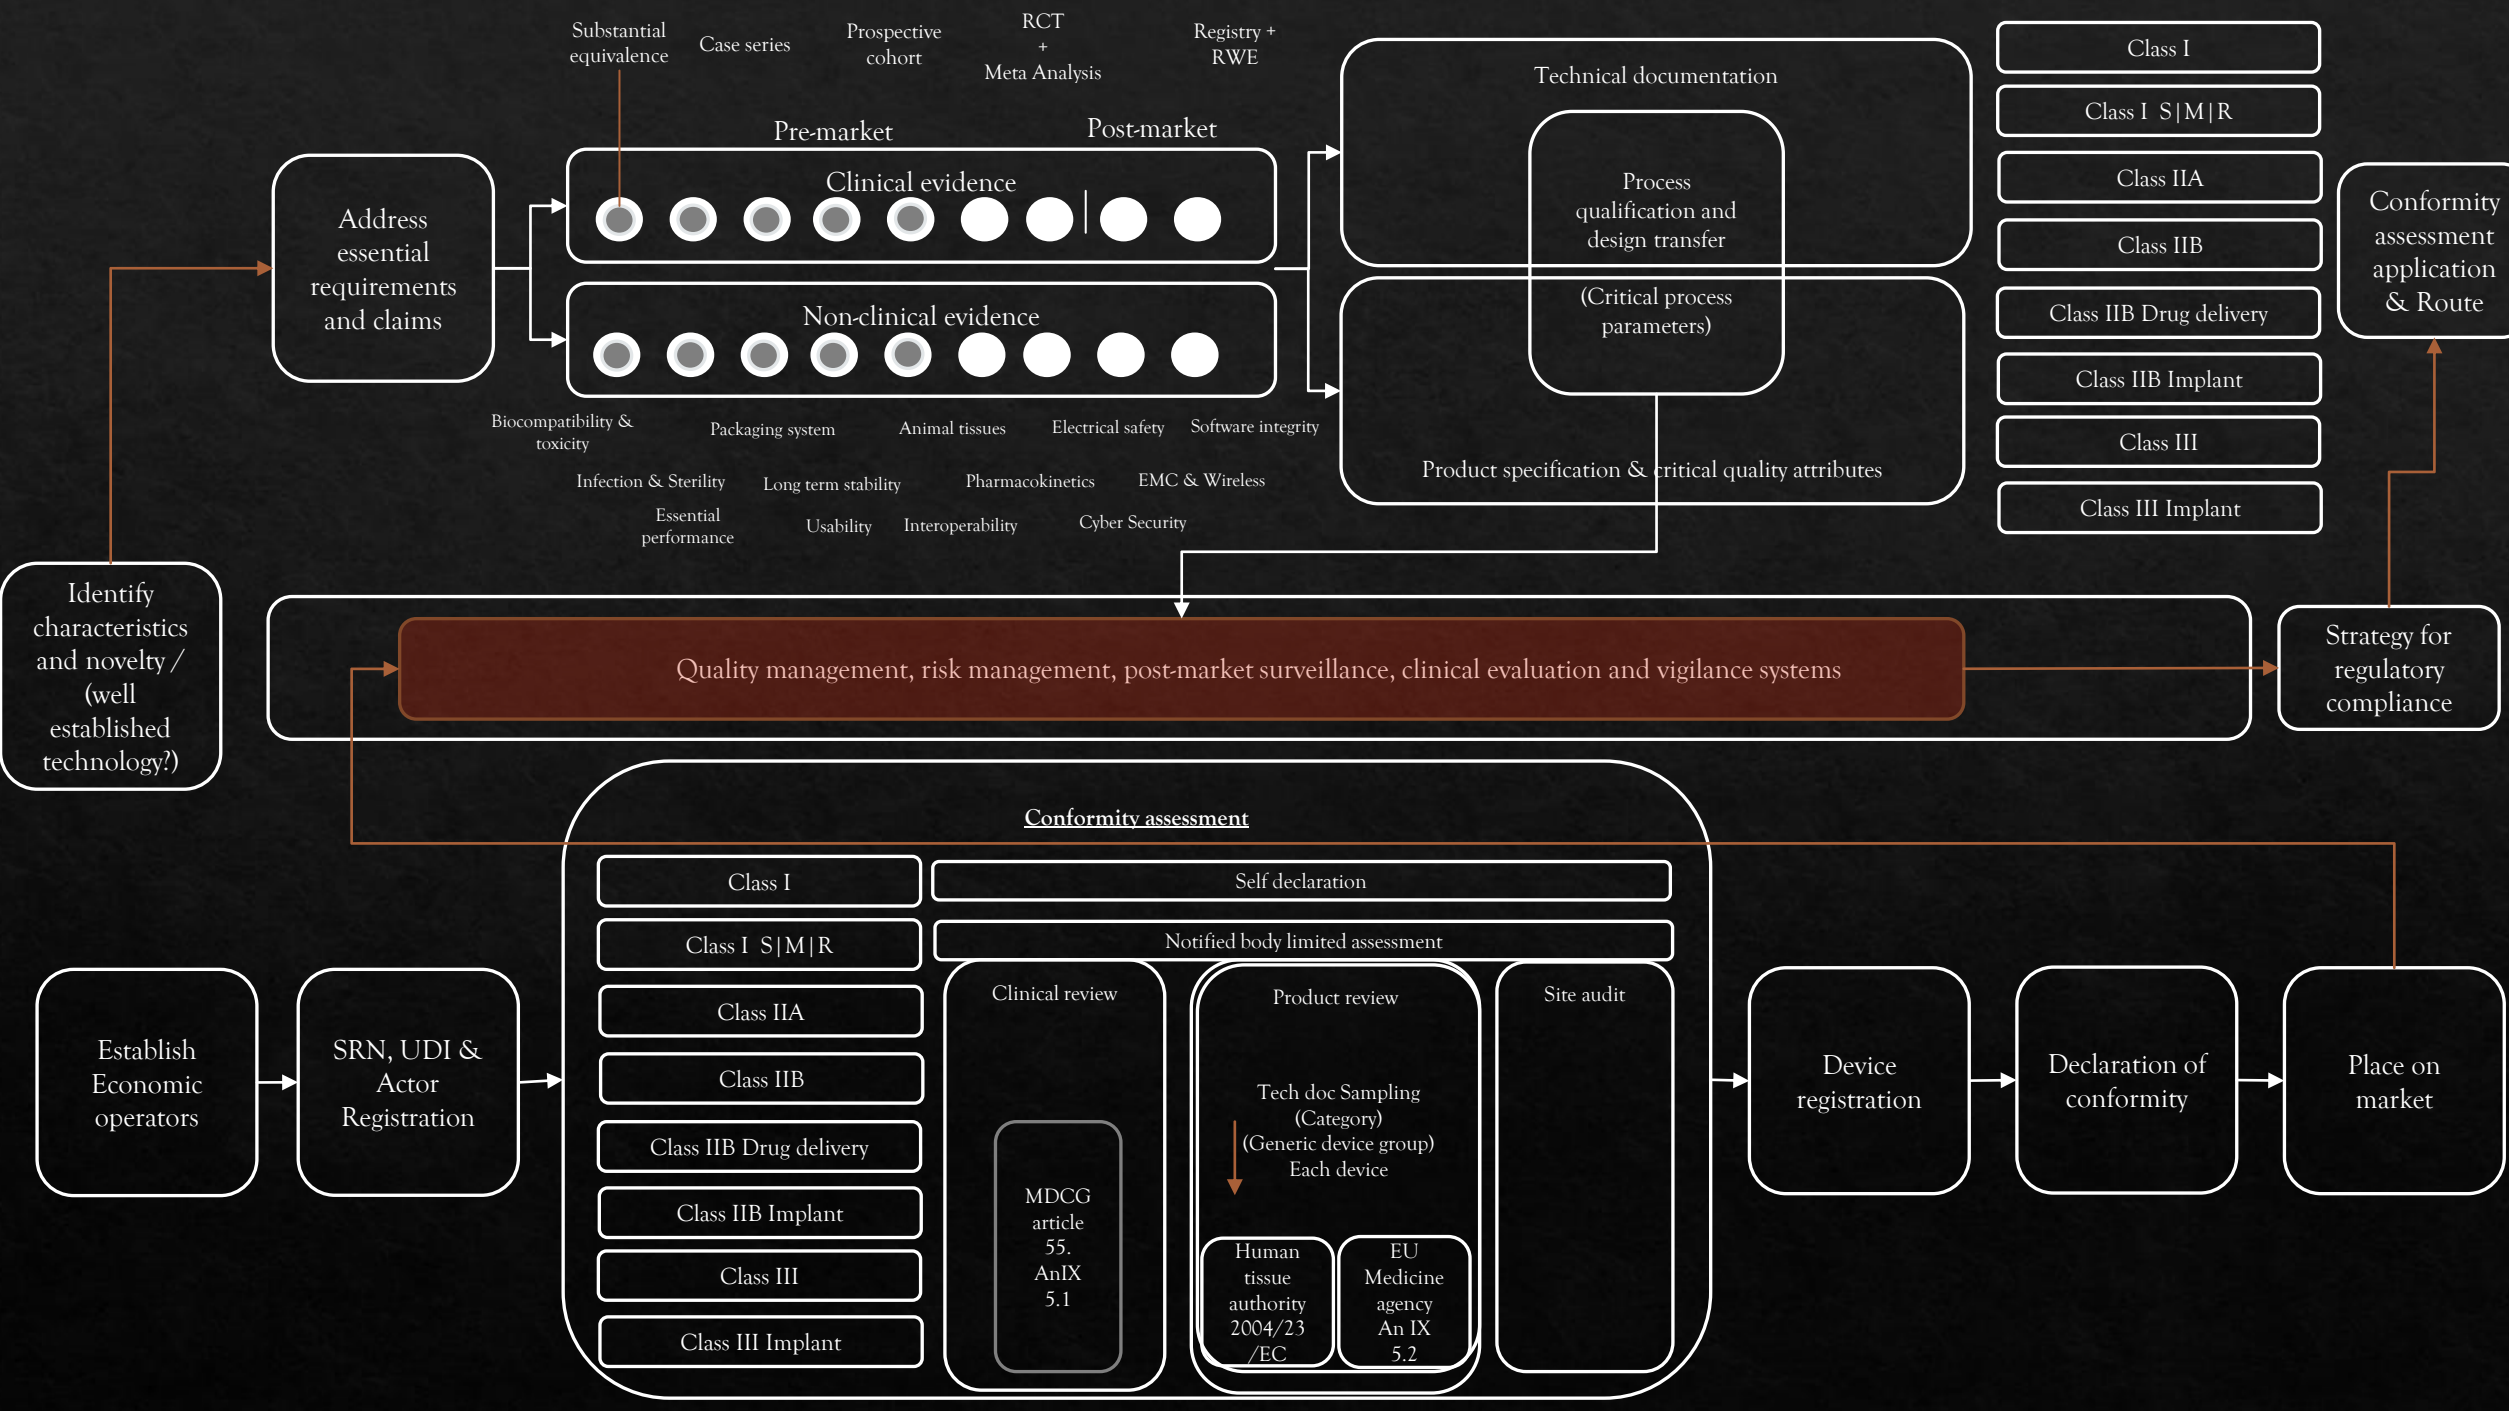 Substantial
equivalence
Case series
Prospective
cohort
RCT
+
Meta Analysis
Registry +
RWE
Pre-market
Post-market
Clinical evidence
Non-clinical evidence
Address
essential
requirements
and claims
Biocompatibility &
toxicity
Packaging system
Animal tissues
Electrical safety
Software integrity
Infection & Sterility
Long term stability
Pharmacokinetics
EMC & Wireless
Essential
performance
Usability
Interoperability
Cyber Security
Technical documentation
Process
qualification and
design transfer
(Critical process
parameters)
Product specification & critical quality attributes
Class I
Class I  S|M|R
Class IIA
Class IIB
Class IIB Drug delivery
Class IIB Implant
Class III
Class III Implant
Conformity
assessment
application
& Route
Identify
characteristics
and novelty /
(well
established
technology?)
Quality management, risk management, post-market surveillance, clinical evaluation and vigilance systems
Strategy for
regulatory
compliance
Conformity assessment
Class I
Class I  S|M|R
Class IIA
Class IIB
Class IIB Drug delivery
Class IIB Implant
Class III
Class III Implant
Self declaration
Notified body limited assessment
Clinical review
MDCG
article
55.
AnIX
5.1
Product review
Tech doc Sampling
(Category)
(Generic device group)
Each device
Human
tissue
authority
2004/23
/EC
EU
Medicine
agency
An IX
5.2
Site audit
Establish
Economic
operators
SRN, UDI &
Actor
Registration
Device
registration
Declaration of
conformity
Place on
market